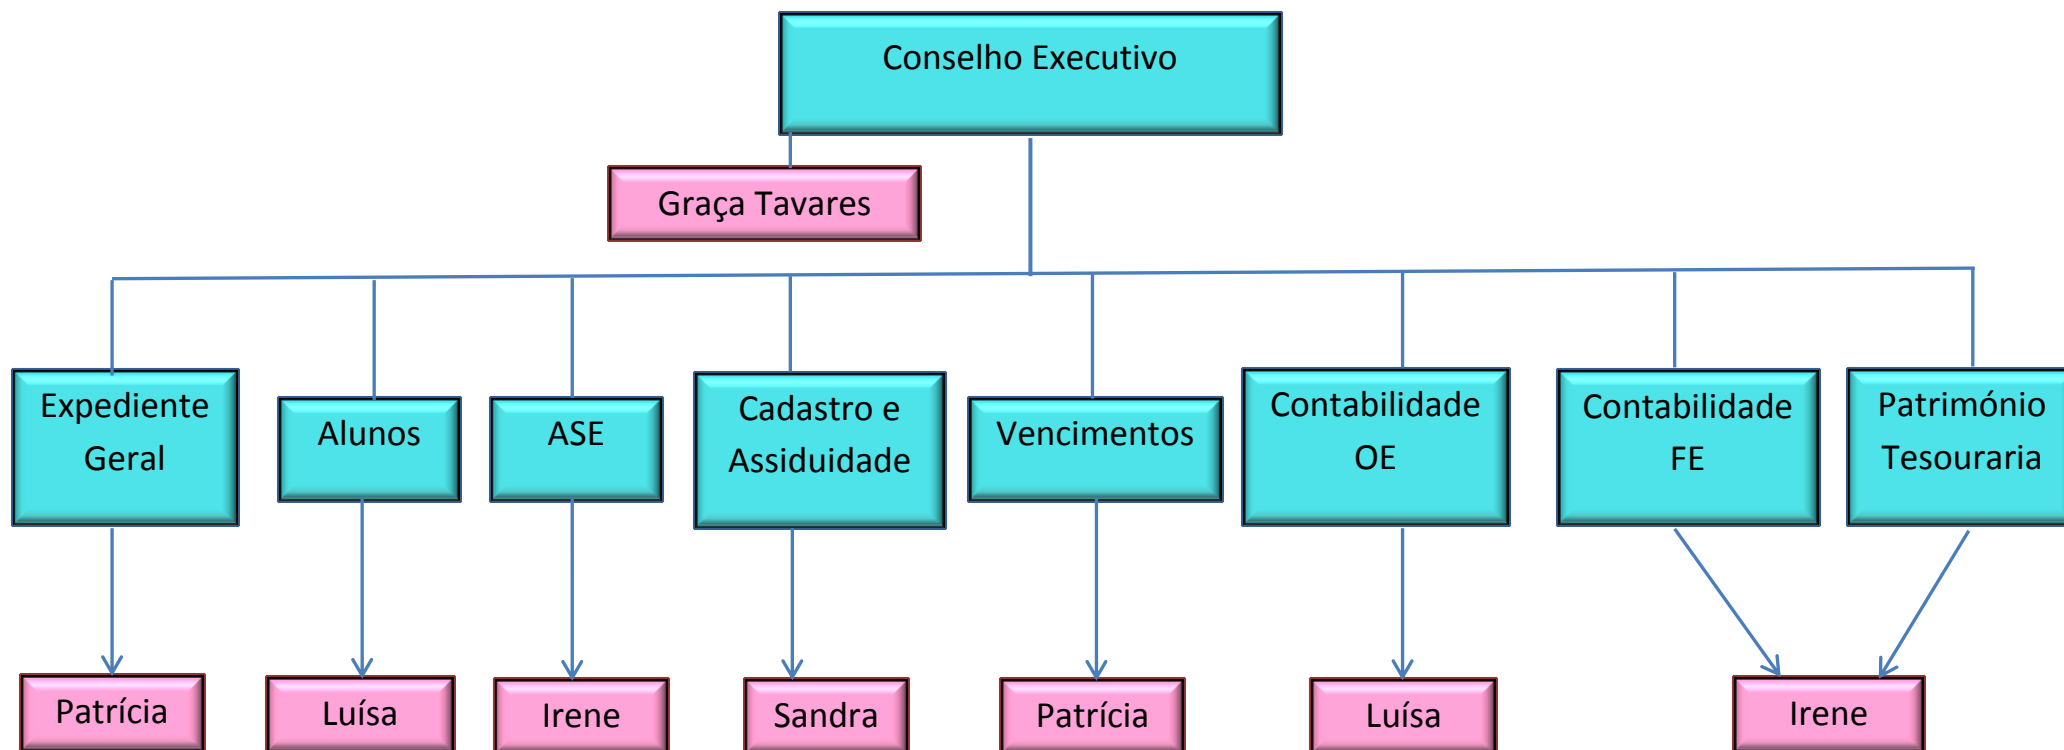 Conselho Executivo
Graça Tavares
Expediente
Geral
Alunos
ASE
Cadastro e
Assiduidade
Vencimentos
Contabilidade
OE
Contabilidade
FE
Património
Tesouraria
Patrícia
Luísa
Irene
Sandra
Patrícia
Luísa
Irene